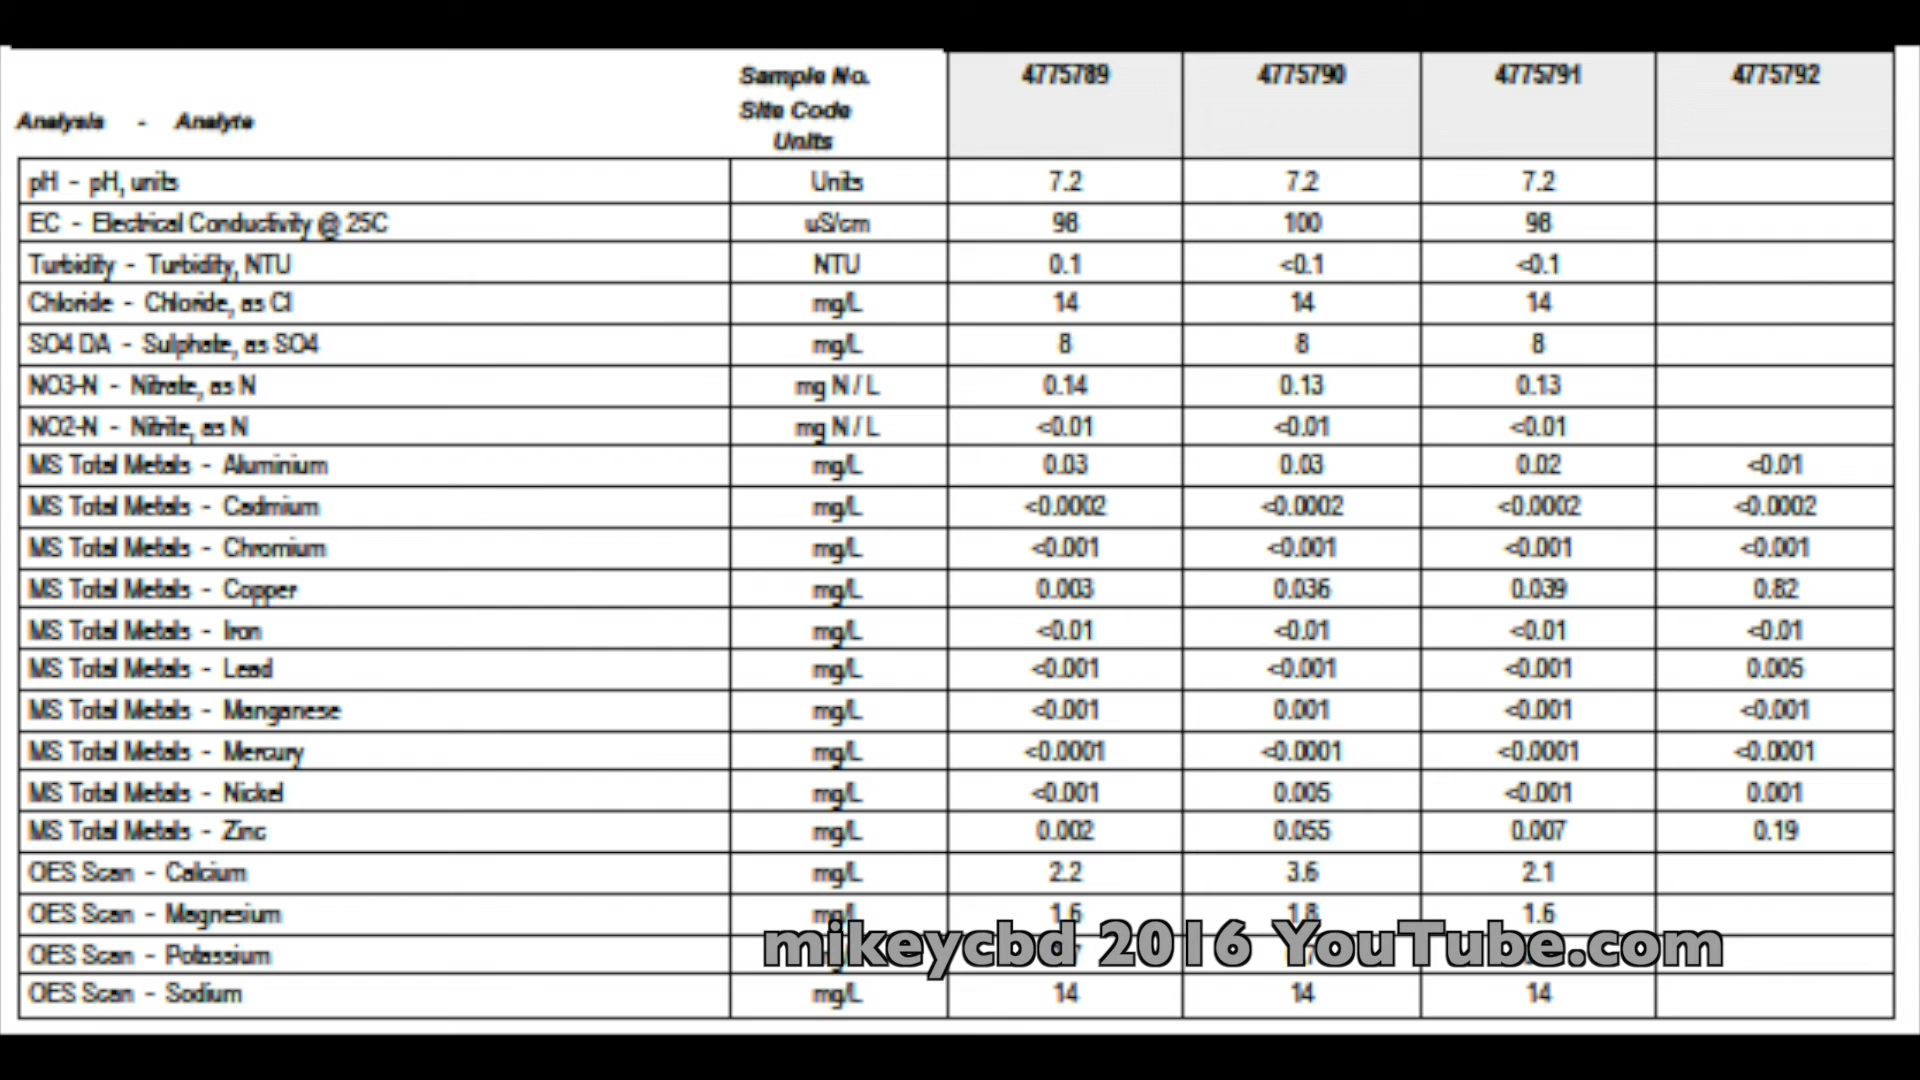 Sample No. 4775789 4775790 4775791 4775792
Site Code
Analysis - Analyte
Units
pH - pH, units Units 7.2 7.2 7.2
EC - Electrical Conductivity @ 25C uS/cm 98 100 98
Turbidity - Turbidity, NTU NTU 0.1 <0.1 <0.1
Chloride - Chloride, as Cl mg/L 14 14 14
SO4 DA - Sulphate, as SO4 mg/L 8 8 8
NO3-N - Nitrate, as N mg N / L 0.14 0.13 0.13
NO2-N - Nitrite, as N mg N / L <0.01 <0.01 <0.01
MS Total Metals - Aluminium mg/L 0.03 0.03 0.02 <0.01
MS Total Metals - Cadmium mg/L <0.0002 <0.0002 <0.0002 <0.0002
MS Total Metals - Chromium mg/L <0.001 <0.001 <0.001 <0.001
MS Total Metals - Copper mg/L 0.003 0.036 0.039 0.82
MS Total Metals - Iron mg/L <0.01 <0.01 <0.01 <0.01
MS Total Metals - Lead mg/L <0.001 <0.001 <0.001 0.005
MS Total Metals - Manganese mg/L <0.001 0.001 <0.001 <0.001
MS Total Metals - Mercury mg/L <0.0001 <0.0001 <0.0001 <0.0001
MS Total Metals - Nickel mg/L <0.001 0.005 <0.001 0.001
MS Total Metals - Zinc mg/L 0.002 0.055 0.007 0.19
OES Scan - Calcium mg/L 2.2 3.6 2.1
OES Scan - Magnesium mg/L 1.6 1.8 1.6
mikeycbd 2016 YouTube.com
OES Scan - Potassium
OES Scan - Sodium mg/L 14 14 14